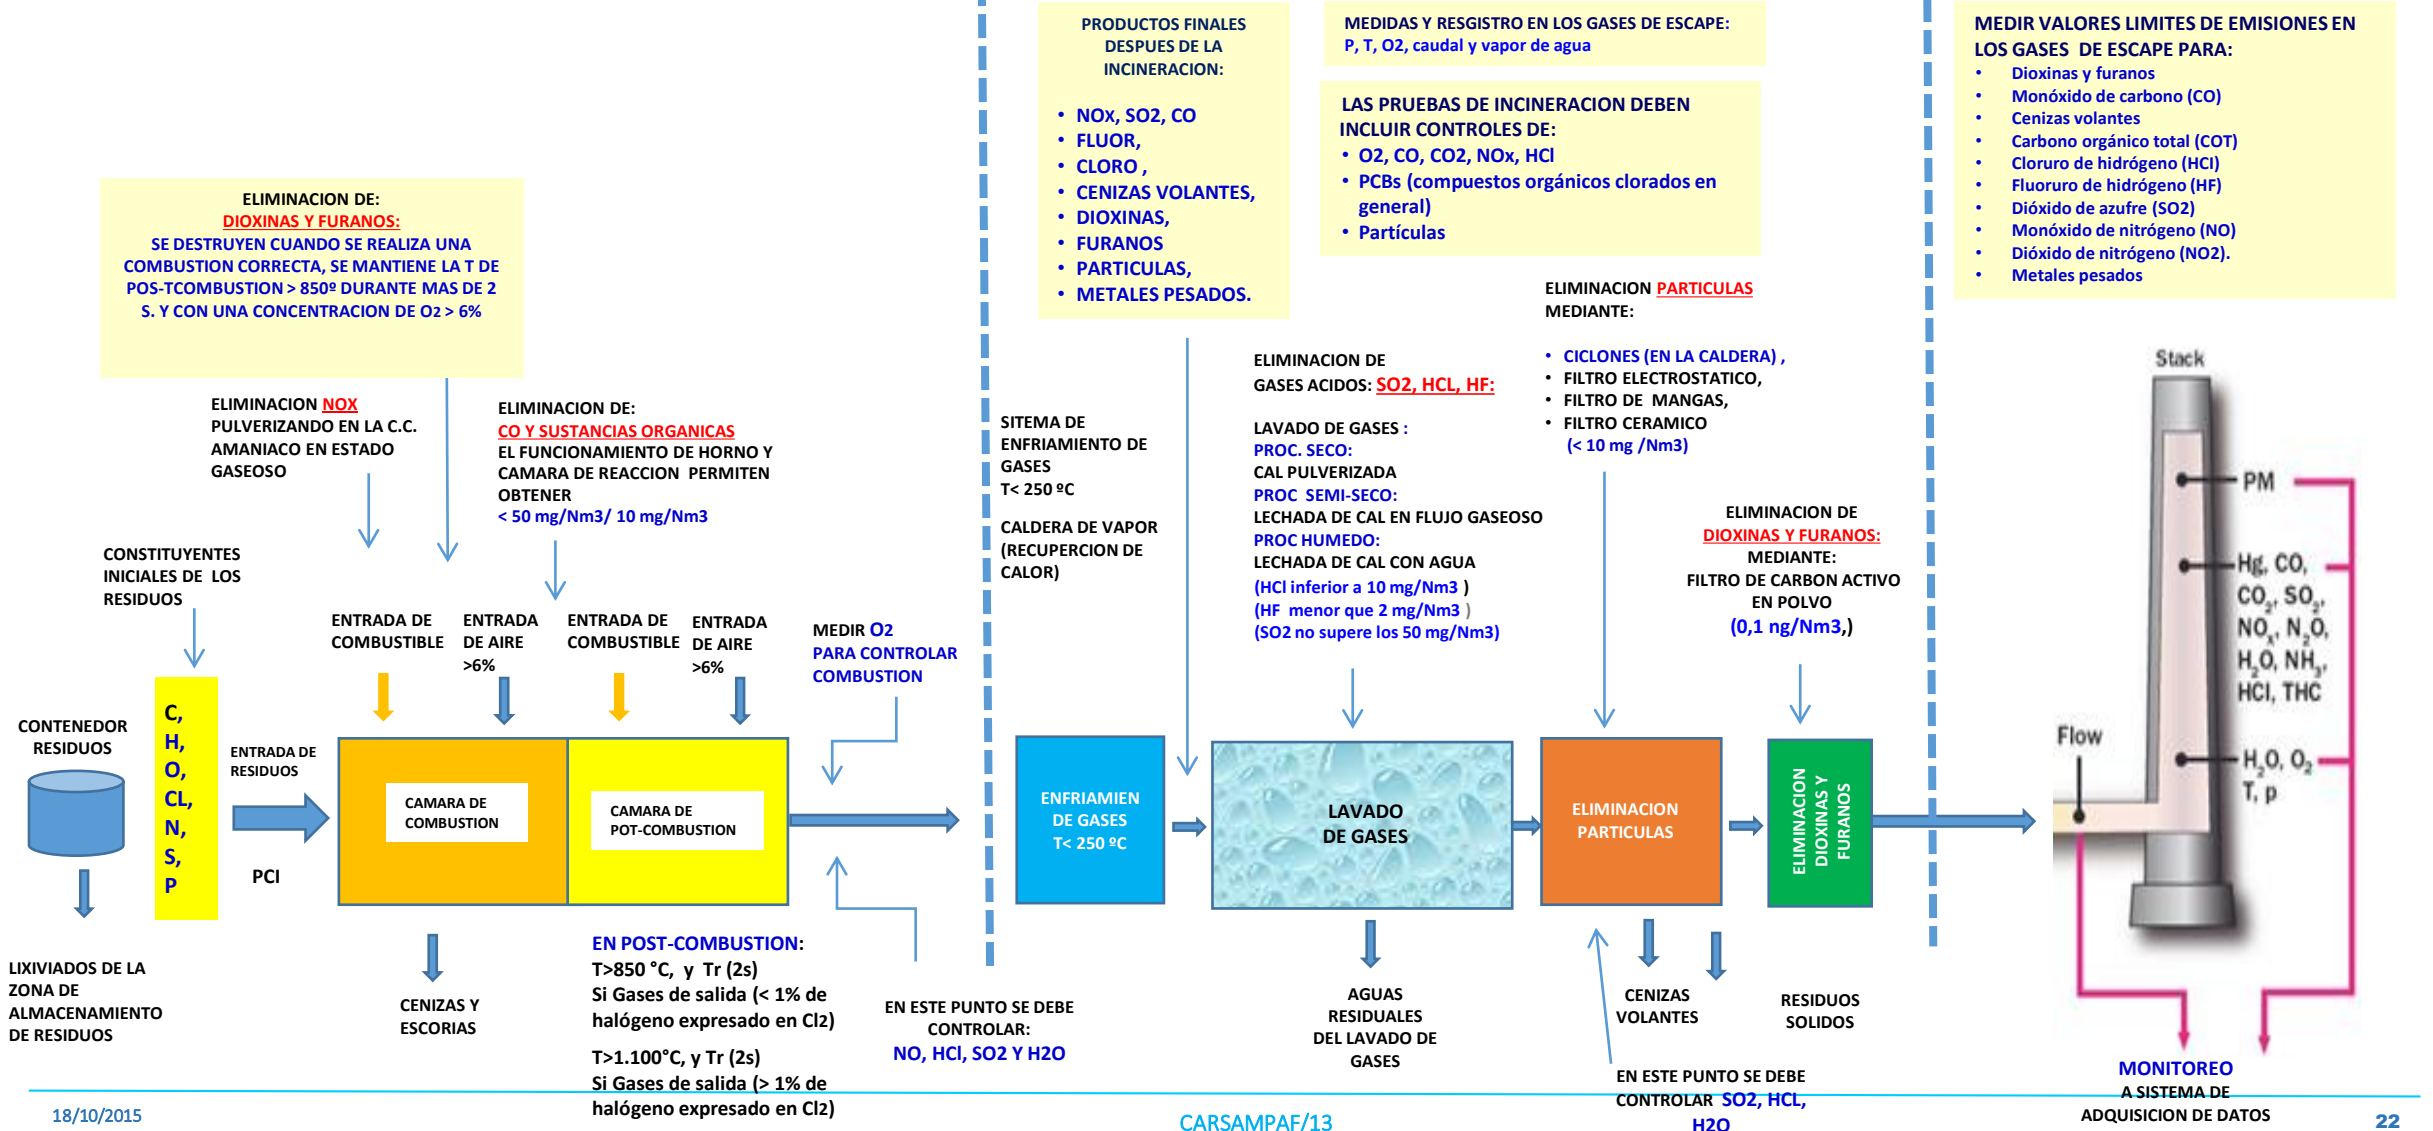 ELIMINACION DE:
DIOXINAS Y FURANOS:
SE DESTRUYEN CUANDO SE REALIZA UNA
COMBUSTION CORRECTA, SE MANTIENE LA T DE
POS-TCOMBUSTION > 850º DURANTE MAS DE 2
S. Y CON UNA CONCENTRACION DE O2 > 6%
ELIMINACION NOX
PULVERIZANDO EN LA C.C.
AMANIACO EN ESTADO
GASEOSO
ELIMINACION DE:
CO Y SUSTANCIAS ORGANICAS
EL FUNCIONAMIENTO DE HORNO Y
CAMARA DE REACCION PERMITEN
OBTENER
< 50 mg/Nm3/ 10 mg/Nm3
CONSTITUYENTES
INICIALES DE LOS
RESIDUOS
ENTRADA DE
COMBUSTIBLE
ENTRADA
DE AIRE
>6%
ENTRADA DE
COMBUSTIBLE
ENTRADA
DE AIRE
>6%
MEDIR O2
PARA CONTROLAR
COMBUSTION
CONTENEDOR
RESIDUOS
C,
H,
O,
CL,
N,
S,
P
ENTRADA DE
RESIDUOS
PCI
CAMARA DE
COMBUSTION
CAMARA DE
POT-COMBUSTION
LIXIVIADOS DE LA
ZONA DE
ALMACENAMIENTO
DE RESIDUOS
CENIZAS Y
ESCORIAS
EN POST-COMBUSTION:
T>850 °C, y Tr (2s)
Si Gases de salida (< 1% de
halógeno expresado en Cl2)
T>1.100°C, y Tr (2s)
Si Gases de salida (> 1% de
halógeno expresado en Cl2)
EN ESTE PUNTO SE DEBE
CONTROLAR:
NO, HCl, SO2 Y H2O
PRODUCTOS FINALES
DESPUES DE LA
INCINERACION:
• NOX, SO2, CO
• FLUOR,
• CLORO ,
• CENIZAS VOLANTES,
• DIOXINAS,
• FURANOS
• PARTICULAS,
• METALES PESADOS.
MEDIDAS Y RESGISTRO EN LOS GASES DE ESCAPE:
P, T, O2, caudal y vapor de agua
LAS PRUEBAS DE INCINERACION DEBEN
INCLUIR CONTROLES DE:
• O2, CO, CO2, NOx, HCl
• PCBs (compuestos orgánicos clorados en
general)
• Partículas
SITEMA DE
ENFRIAMIENTO DE
GASES
T< 250 ºC
CALDERA DE VAPOR
(RECUPERCION DE
CALOR)
ELIMINACION DE
GASES ACIDOS: SO2, HCL, HF:
LAVADO DE GASES :
PROC. SECO:
CAL PULVERIZADA
PROC SEMI-SECO:
LECHADA DE CAL EN FLUJO GASEOSO
PROC HUMEDO:
LECHADA DE CAL CON AGUA
(HCl inferior a 10 mg/Nm3 )
(HF menor que 2 mg/Nm3 )
(SO2 no supere los 50 mg/Nm3)
ELIMINACION PARTICULAS
MEDIANTE:
• CICLONES (EN LA CALDERA) ,
• FILTRO ELECTROSTATICO,
• FILTRO DE MANGAS,
• FILTRO CERAMICO
(< 10 mg /Nm3)
ELIMINACION DE
DIOXINAS Y FURANOS:
MEDIANTE:
FILTRO DE CARBON ACTIVO
EN POLVO
(0,1 ng/Nm3,)
ENFRIAMIEN
DE GASES
T< 250 ºC
LAVADO
DE GASES
ELIMINACION
PARTICULAS
ELIMINACION
DIOXINAS Y
FURANOS
AGUAS
RESIDUALES
DEL LAVADO DE
GASES
CENIZAS
VOLANTES
RESIDUOS
SOLIDOS
EN ESTE PUNTO SE DEBE
CONTROLAR SO2, HCL,
H2O
MEDIR VALORES LIMITES DE EMISIONES EN
LOS GASES DE ESCAPE PARA:
• Dioxinas y furanos
• Monóxido de carbono (CO)
• Cenizas volantes
• Carbono orgánico total (COT)
• Cloruro de hidrógeno (HCl)
• Fluoruro de hidrógeno (HF)
• Dióxido de azufre (SO2)
• Monóxido de nitrógeno (NO)
• Dióxido de nitrógeno (NO2).
• Metales pesados
Stack
PM
Hg, CO,
CO2, SO2,
NOx, N2O,
H2O, NH3,
HCl, THC
Flow
H2O, O2
T, p
MONITOREO
A SISTEMA DE
ADQUISICION DE DATOS
18/10/2015
CARSAMPAF/13
22